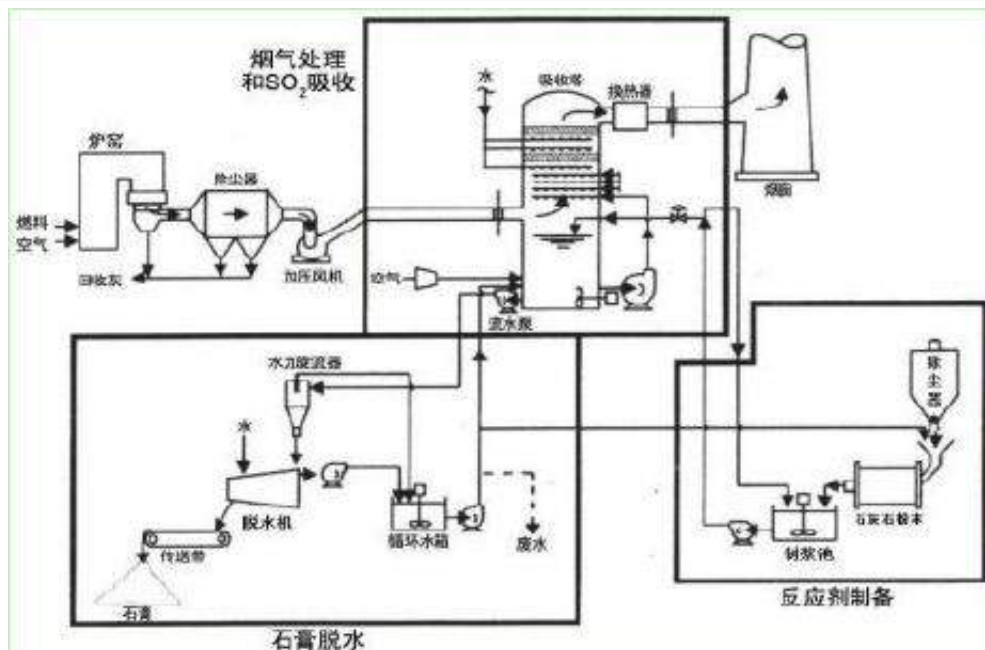 烟气处理
和SO₂吸收
水
吸收塔
换热器
炉窑
除尘器
燃料
空气
回收灰
加压风机
空气
流水泵
烟囱
水力旋流器
水
脱水机
传送带
石膏
循环水箱
废水
石膏脱水
除尘器
石灰石粉末
制浆池
反应剂制备